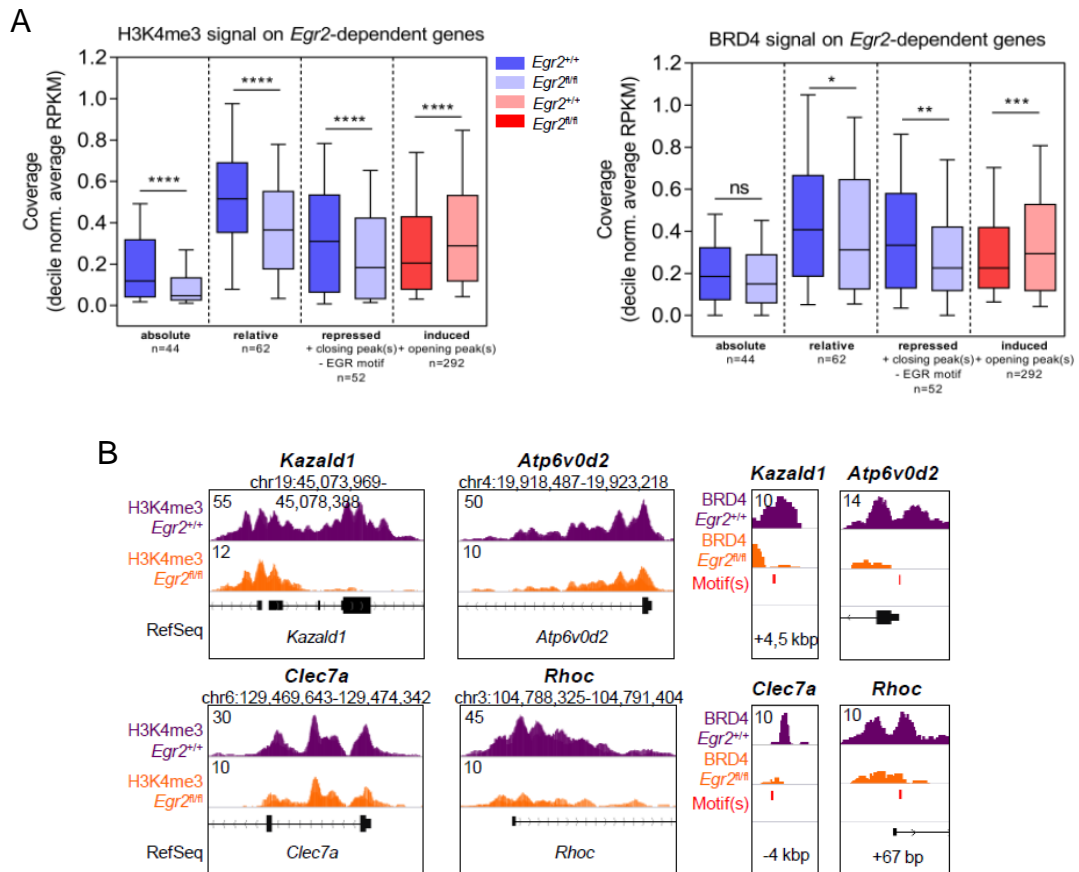 A
H3K4me3 signal on Egr2-dependent genes
Coverage
(decile norm. average RPKM)
1.2
1.0
0.8
0.6
0.4
0.2
0.0
****
****
****
****
absolute
n=44
relative
n=62
repressed
+ closing peak(s)
- EGR motif
n=52
induced
+ opening peak(s)
n=292
Egr2+/+
Egr2fl/fl
Egr2+/+
Egr2fl/fl
BRD4 signal on Egr2-dependent genes
Coverage
(decile norm. average RPKM)
1.2
1.0
0.8
0.6
0.4
0.2
0.0
ns
*
**
***
absolute
n=44
relative
n=62
repressed
+ closing peak(s)
- EGR motif
n=52
induced
+ opening peak(s)
n=292
B
Kazald1
chr19:45,073,969-
45,078,388
H3K4me3
Egr2+/+
55
H3K4me3
Egr2fl/fl
12
RefSeq
Kazald1
Atp6v0d2
chr4:19,918,487-19,923,218
50
10
Atp6v0d2
Kazald1
BRD4
Egr2+/+
10
BRD4
Egr2fl/fl
Motif(s)
+4,5 kbp
Atp6v0d2
14
Clec7a
chr6:129,469,643-129,474,342
H3K4me3
Egr2+/+
30
H3K4me3
Egr2fl/fl
10
RefSeq
Clec7a
Rhoc
chr3:104,788,325-104,791,404
45
Rhoc
Clec7a
BRD4
Egr2+/+
10
BRD4
Egr2fl/fl
Motif(s)
-4 kbp
Rhoc
10
+67 bp